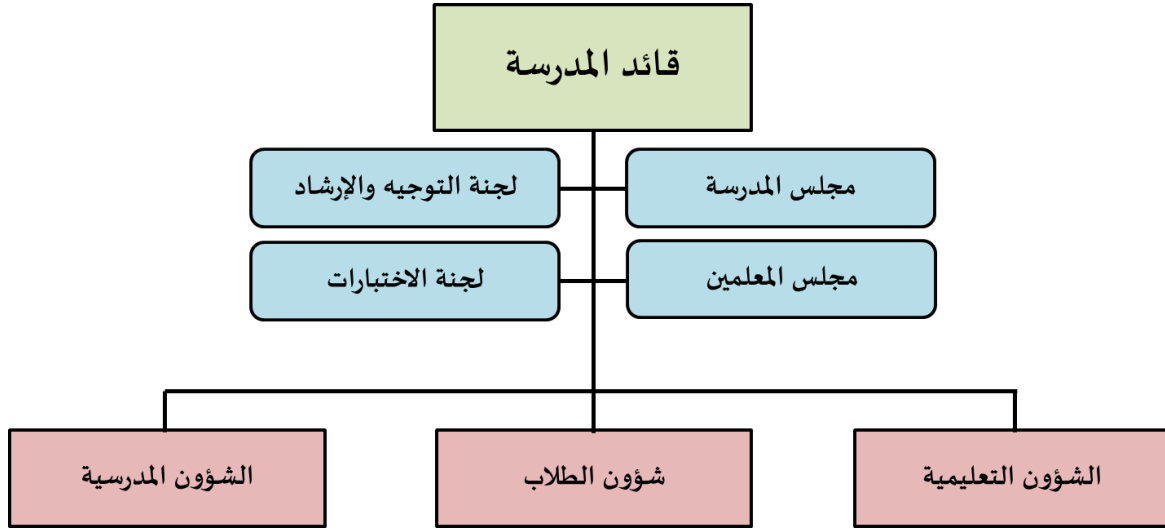 قائد المدرسة
مجلس المدرسة
لجنة التوجيه والإرشاد
مجلس المعلمين
لجنة الاختبارات
الشؤون التعليمية
شؤون الطلاب
الشؤون المدرسية